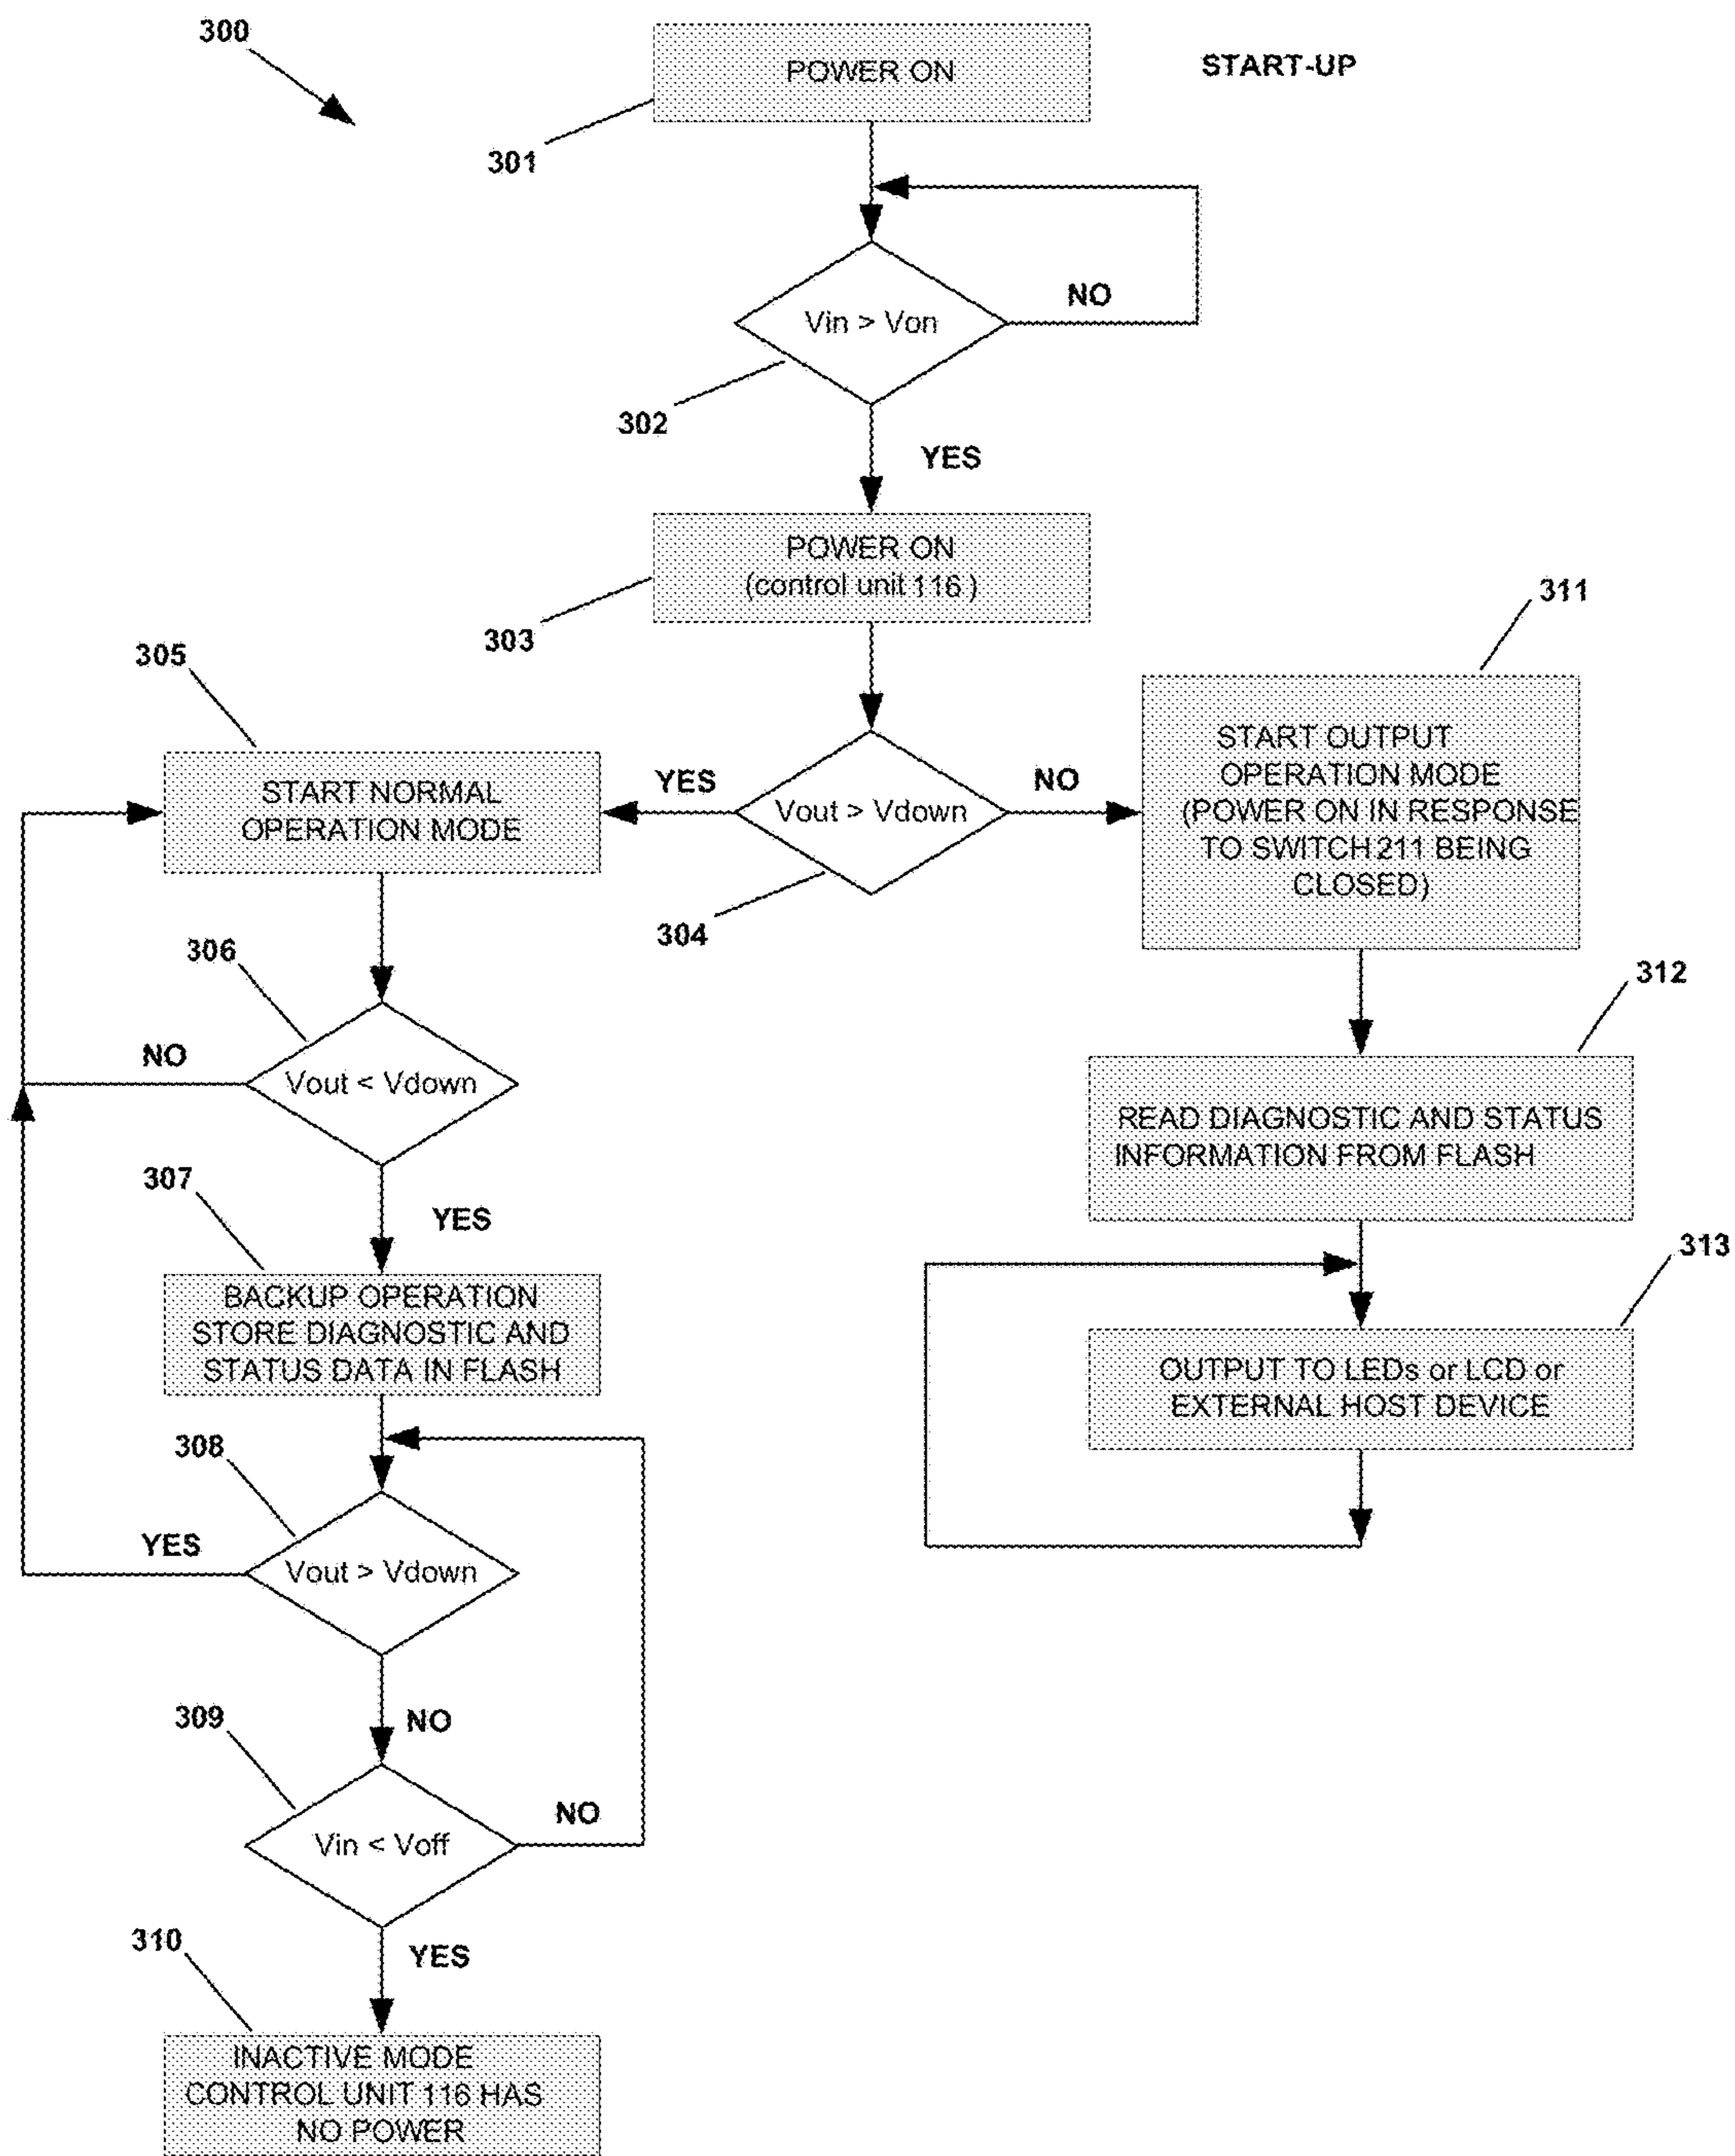 300
POWER ON
START-UP
301
Vin > Von
NO
302
YES
POWER ON
(control unit 116 )
303
311
305
START OUTPUT
OPERATION MODE
(POWER ON IN RESPONSE
TO SWITCH 211 BEING
CLOSED)
START NORMAL
OPERATION MODE
YES
Vout > Vdown
NO
304
306
312
NO
Vout < Vdown
READ DIAGNOSTIC AND STATUS
INFORMATION FROM FLASH
307
YES
313
BACKUP OPERATION
STORE DIAGNOSTIC AND
STATUS DATA IN FLASH
OUTPUT TO LEDs or LCD or
EXTERNAL HOST DEVICE
308
YES
Vout > Vdown
309
NO
Vin < Voff
NO
310
YES
INACTIVE MODE
CONTROL UNIT 116 HAS
NO POWER